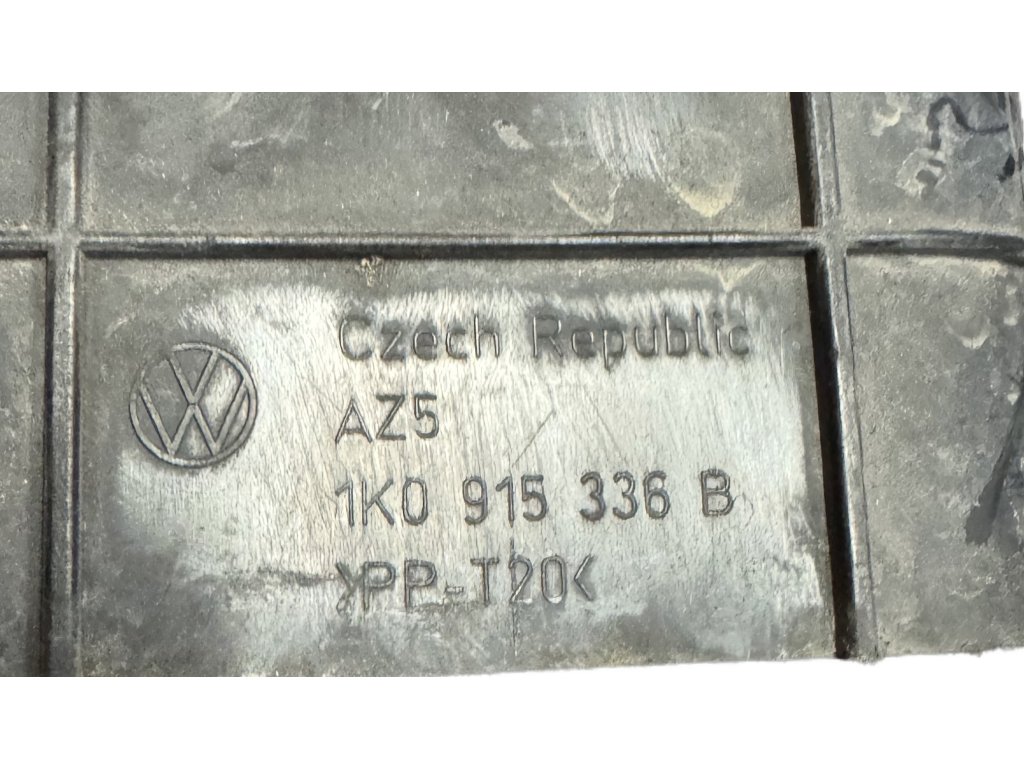 Czech Republic
AZ5
1K0 915 336 B
>PP-T20<